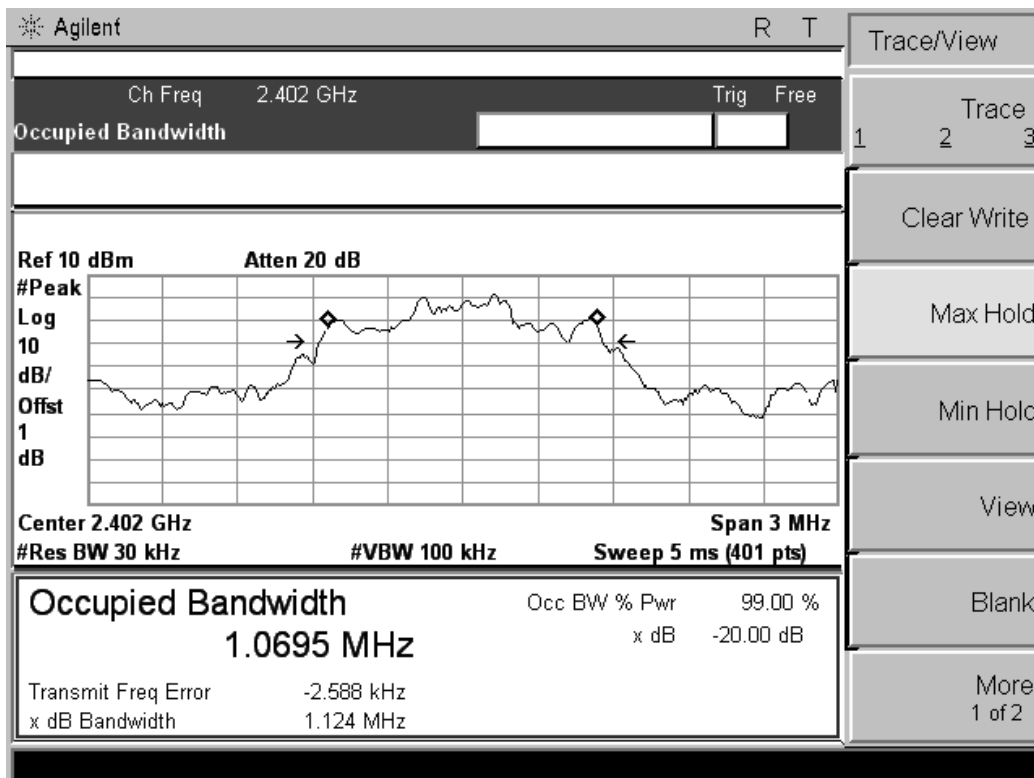 Agilent R T
Ch Freq 2.402 GHz Trig Free
Occupied Bandwidth
Ref 10 dBm Atten 20 dB
#Peak
Log
10
dB/
Offst
1
dB
Center 2.402 GHz Span 3 MHz
#Res BW 30 kHz #VBW 100 kHz Sweep 5 ms (401 pts)
Occupied Bandwidth Occ BW % Pwr 99.00 %
1.0695 MHz x dB -20.00 dB
Transmit Freq Error -2.588 kHz
x dB Bandwidth 1.124 MHz
Trace/View
Trace
1 2 3
Clear Write
Max Hold
Min Hold
View
Blank
More
1 of 2